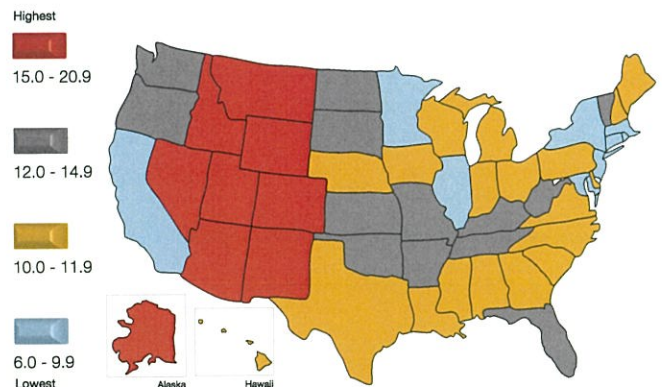 Highest
15.0 - 20.9
12.0 - 14.9
10.0 - 11.9
6.0 - 9.9
Lowest
Alaska
Hawaii